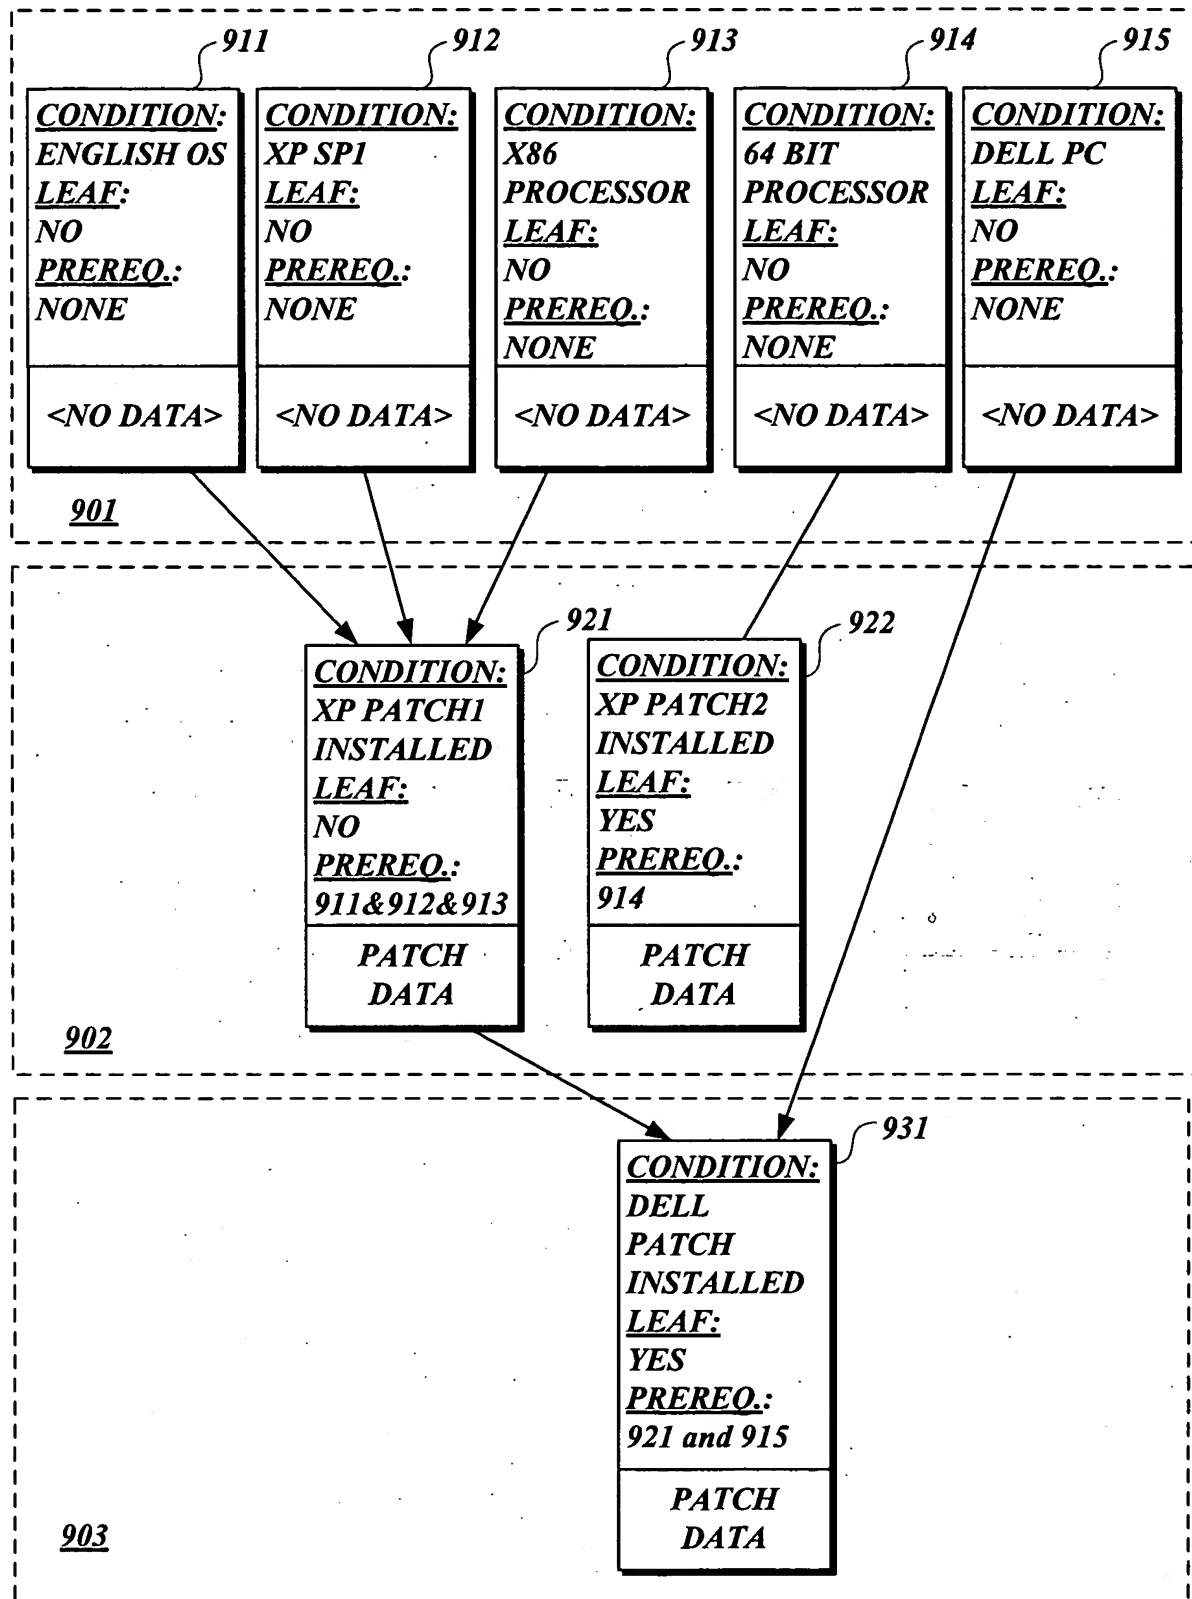 911
CONDITION:
ENGLISH OS
LEAF:
NO
PREREQ.:
NONE
<NO DATA>
912
CONDITION:
XP SP1
LEAF:
NO
PREREQ.:
NONE
<NO DATA>
913
CONDITION:
X86
PROCESSOR
LEAF:
NO
PREREQ.:
NONE
<NO DATA>
914
CONDITION:
64 BIT
PROCESSOR
LEAF:
NO
PREREQ.:
NONE
<NO DATA>
915
CONDITION:
DELL PC
LEAF:
NO
PREREQ.:
NONE
<NO DATA>
901
921
CONDITION:
XP PATCH1
INSTALLED
LEAF:
NO
PREREQ.:
911&912&913
PATCH
DATA
922
CONDITION:
XP PATCH2
INSTALLED
LEAF:
YES
PREREQ.:
914
PATCH
DATA
902
931
CONDITION:
DELL
PATCH
INSTALLED
LEAF:
YES
PREREQ.:
921 and 915
PATCH
DATA
903